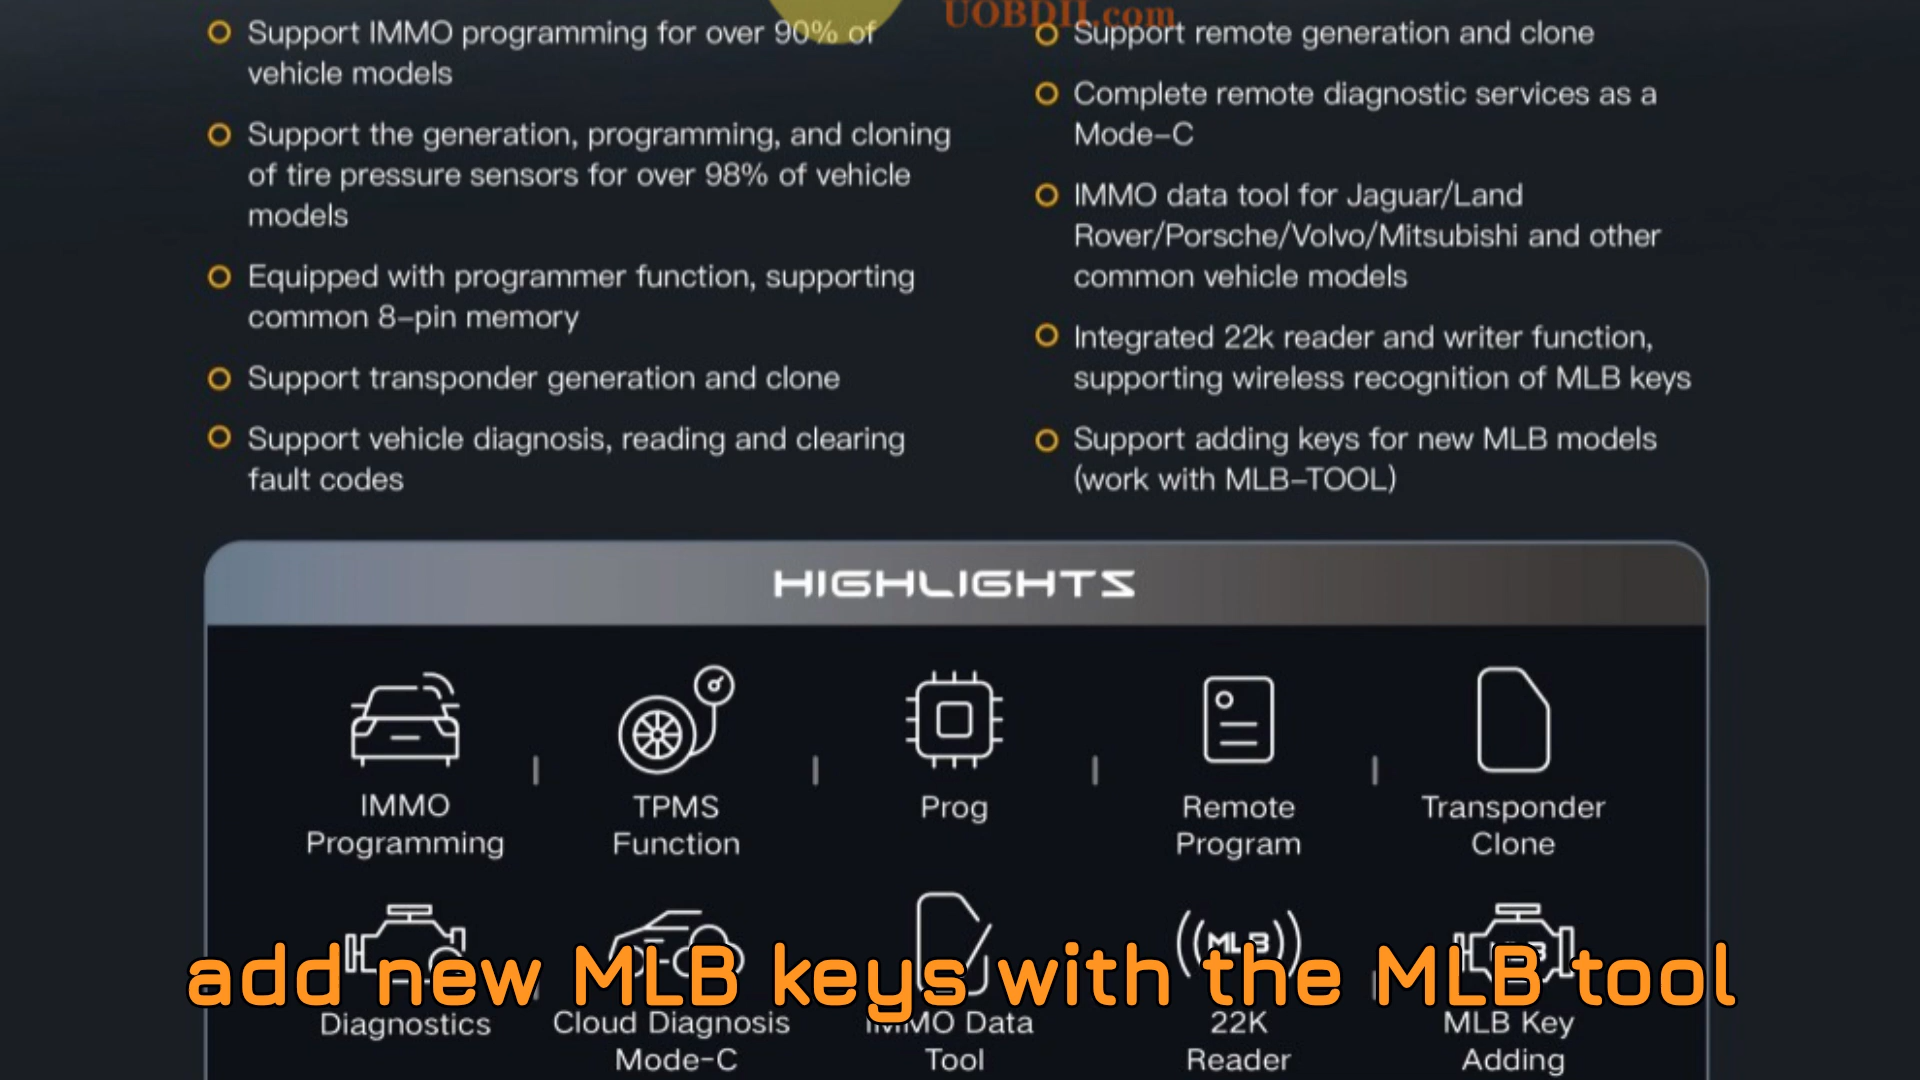 UOBDII.com
Support IMMO programming for over 90% of
vehicle models
Support the generation, programming, and cloning
of tire pressure sensors for over 98% of vehicle
models
Equipped with programmer function, supporting
common 8-pin memory
Support transponder generation and clone
Support vehicle diagnosis, reading and clearing
fault codes
Support remote generation and clone
Complete remote diagnostic services as a
Mode-C
IMMO data tool for Jaguar/Land
Rover/Porsche/Volvo/Mitsubishi and other
common vehicle models
Integrated 22k reader and writer function,
supporting wireless recognition of MLB keys
Support adding keys for new MLB models
(work with MLB-TOOL)
HIGHLIGHTS
IMMO
Programming
TPMS
Function
Prog
Remote
Program
Transponder
Clone
MLB
add new MLB keys with the MLB tool
Diagnostics
Cloud Diagnosis
Mode-C
IMMO Data
Tool
22K
Reader
MLB Key
Adding